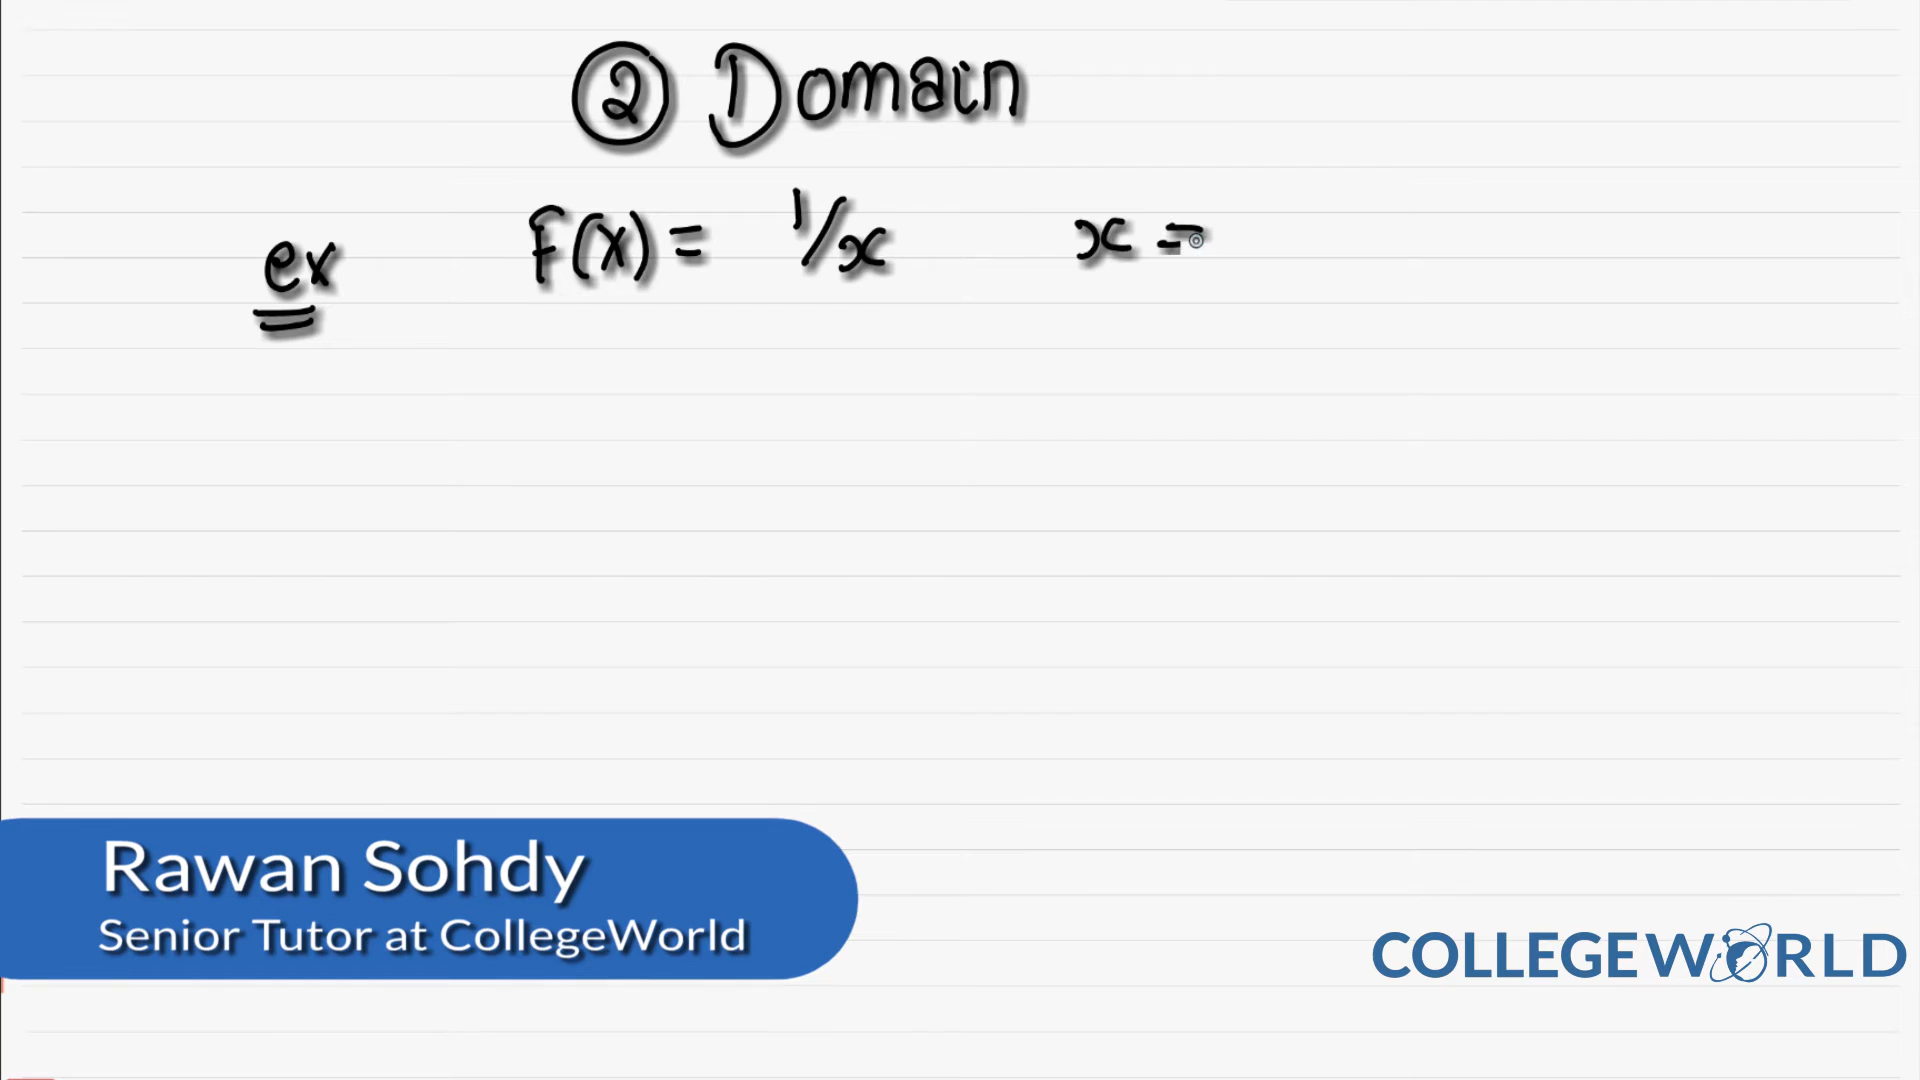 ② Domain
ex F(x) = 1/x x =
Rawan Sohdy
Senior Tutor at CollegeWorld
COLLEGEWORLD